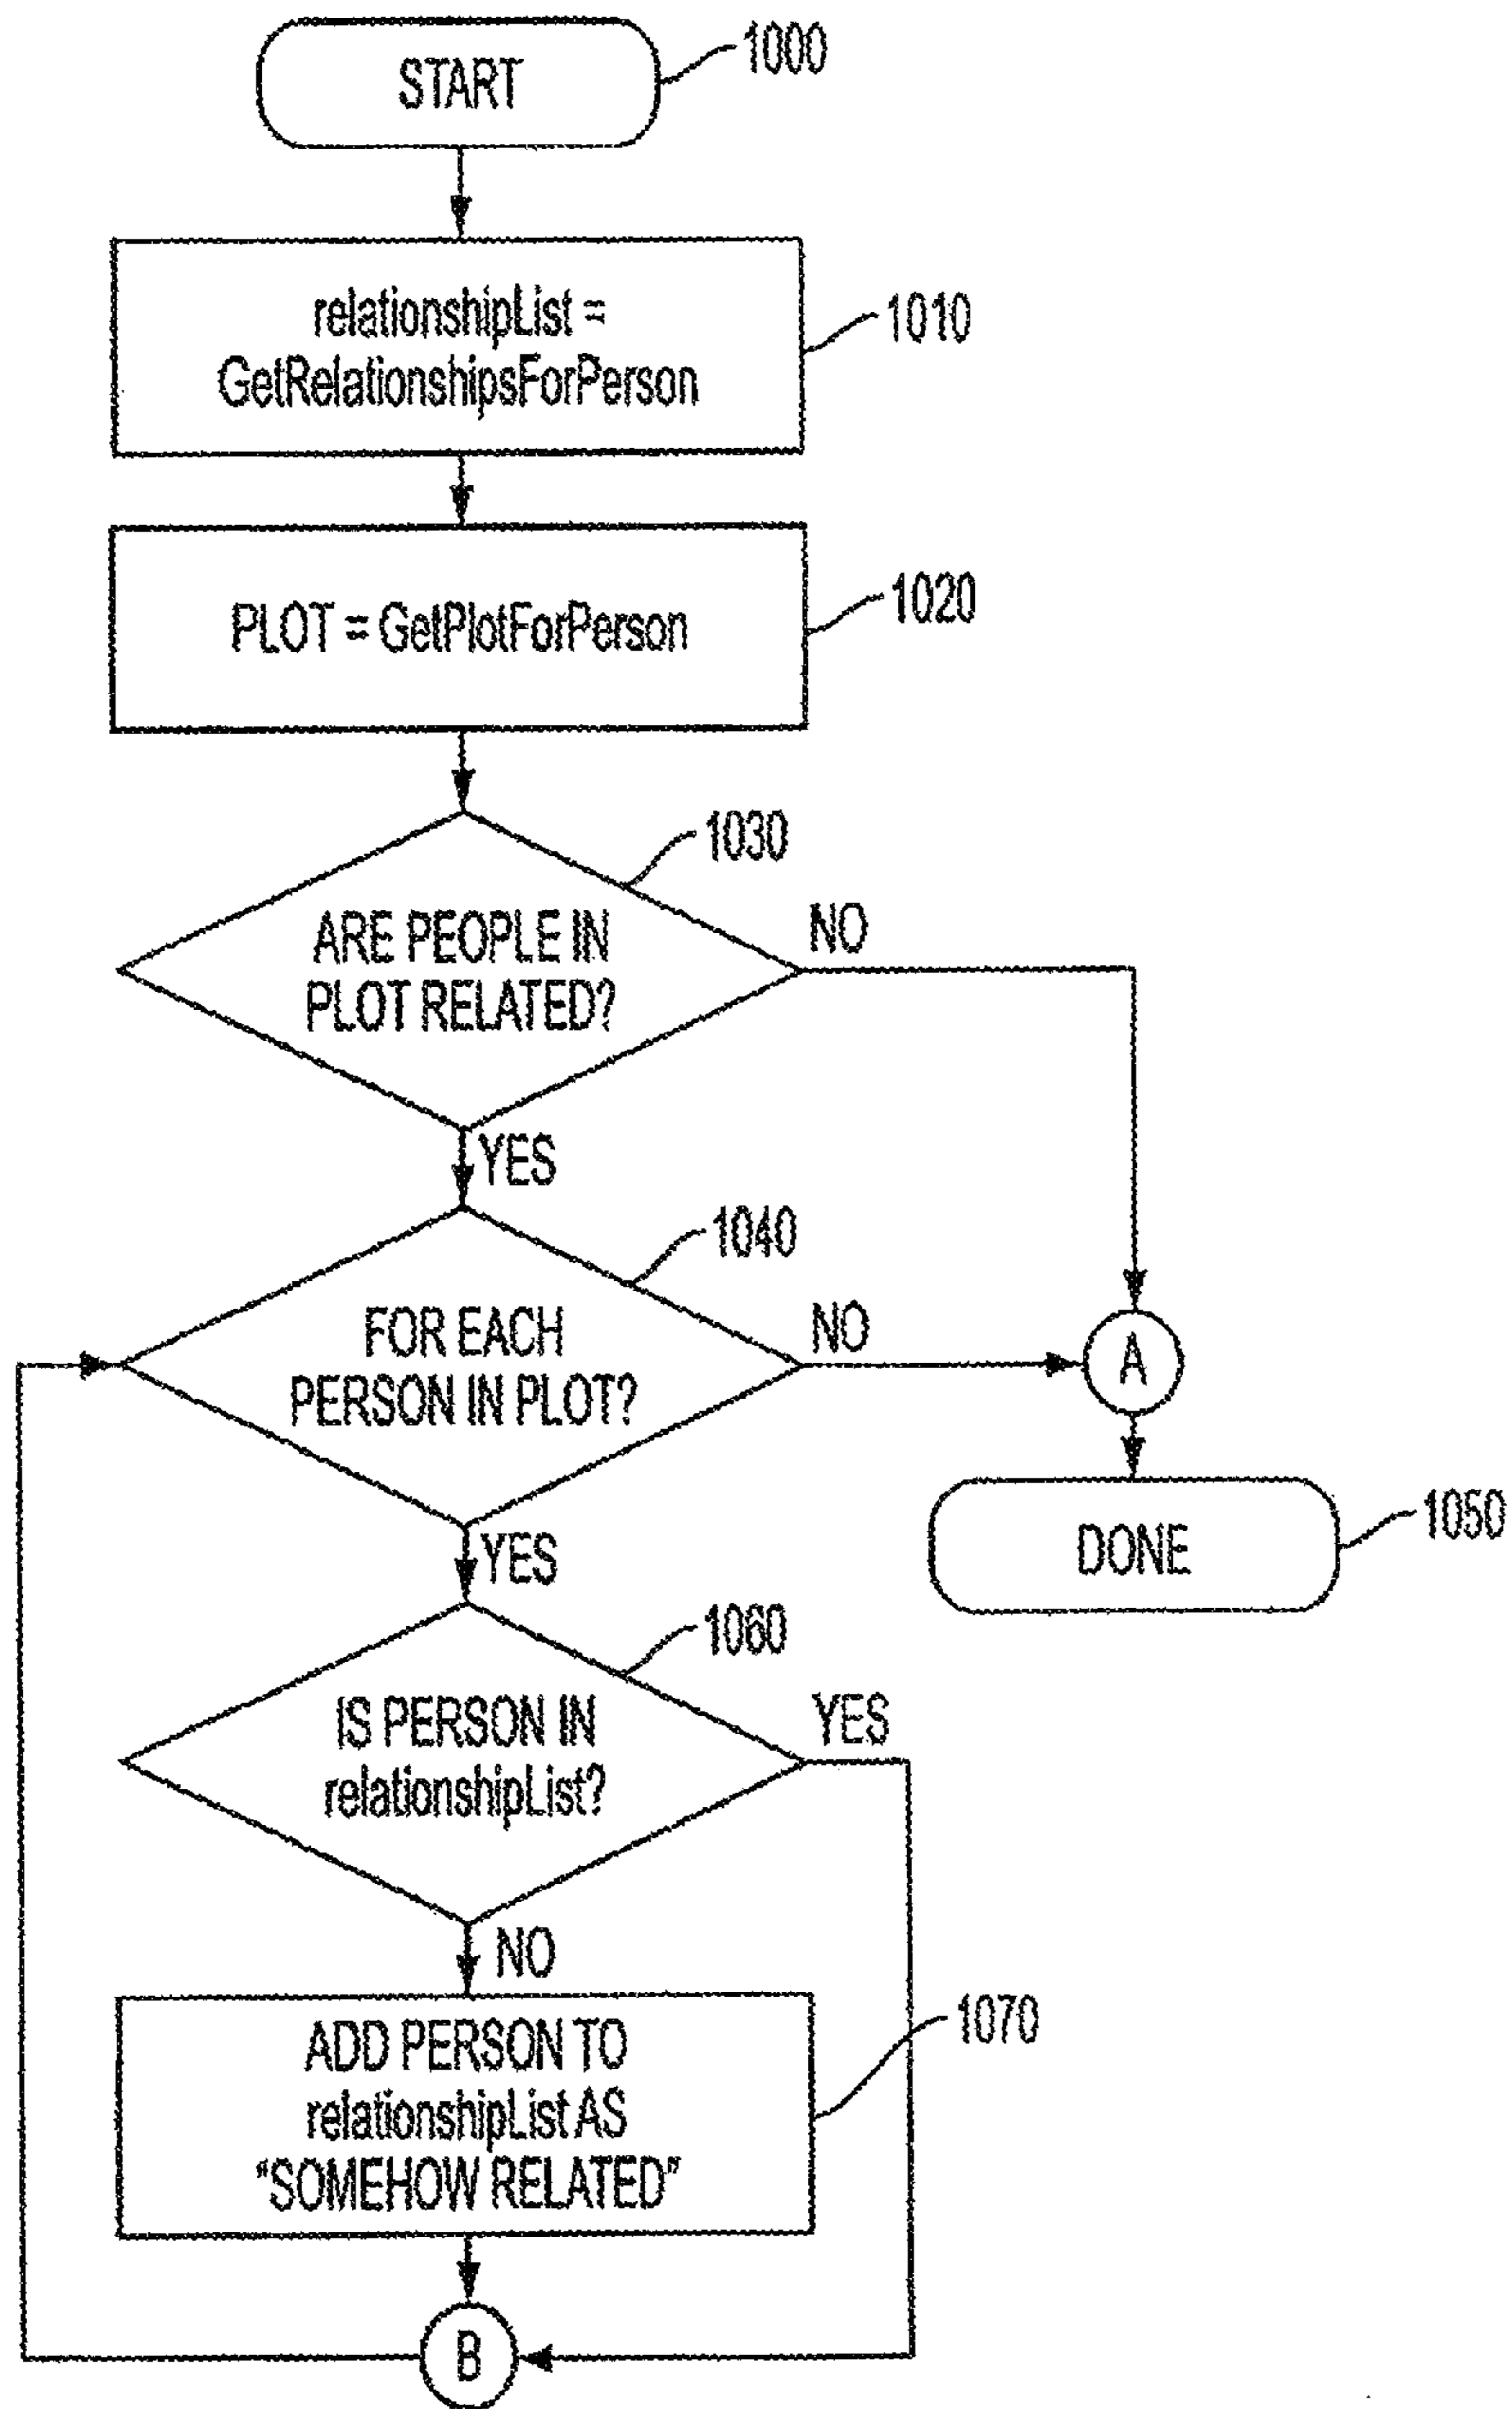 START
1000
relationshipList =
GetRelationshipsForPerson
1010
PLOT = GetPlotForPerson
1020
1030
ARE PEOPLE IN
PLOT RELATED?
NO
YES
1040
FOR EACH
PERSON IN PLOT?
NO
A
YES
DONE
1050
1060
IS PERSON IN
relationshipList?
YES
NO
ADD PERSON TO
relationshipList AS
"SOMEHOW RELATED"
1070
B